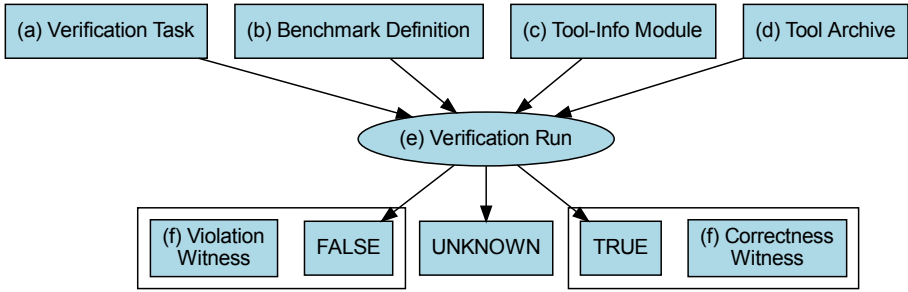 (a) Verification Task
(b) Benchmark Definition
(c) Tool-Info Module
(d) Tool Archive
(e) Verification Run
(f) Violation
Witness
FALSE
UNKNOWN
TRUE
(f) Correctness
Witness